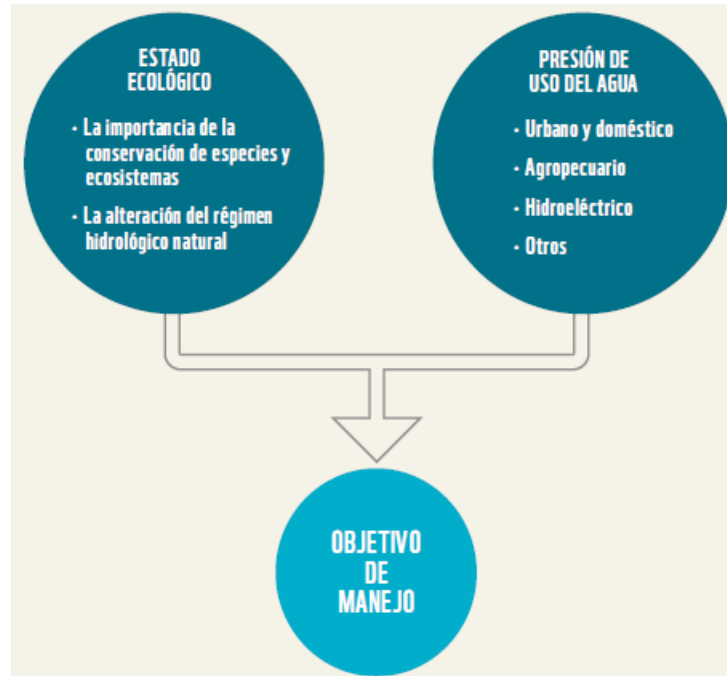 ESTADO
ECOLÓGICO
· La importancia de la
conservación de especies y
ecosistemas
· La alteración del régimen
hidrológico natural
PRESIÓN DE
USO DEL AGUA
· Urbano y doméstico
· Agropecuario
· Hidroeléctrico
· Otros
OBJETIVO
DE
MANEJO